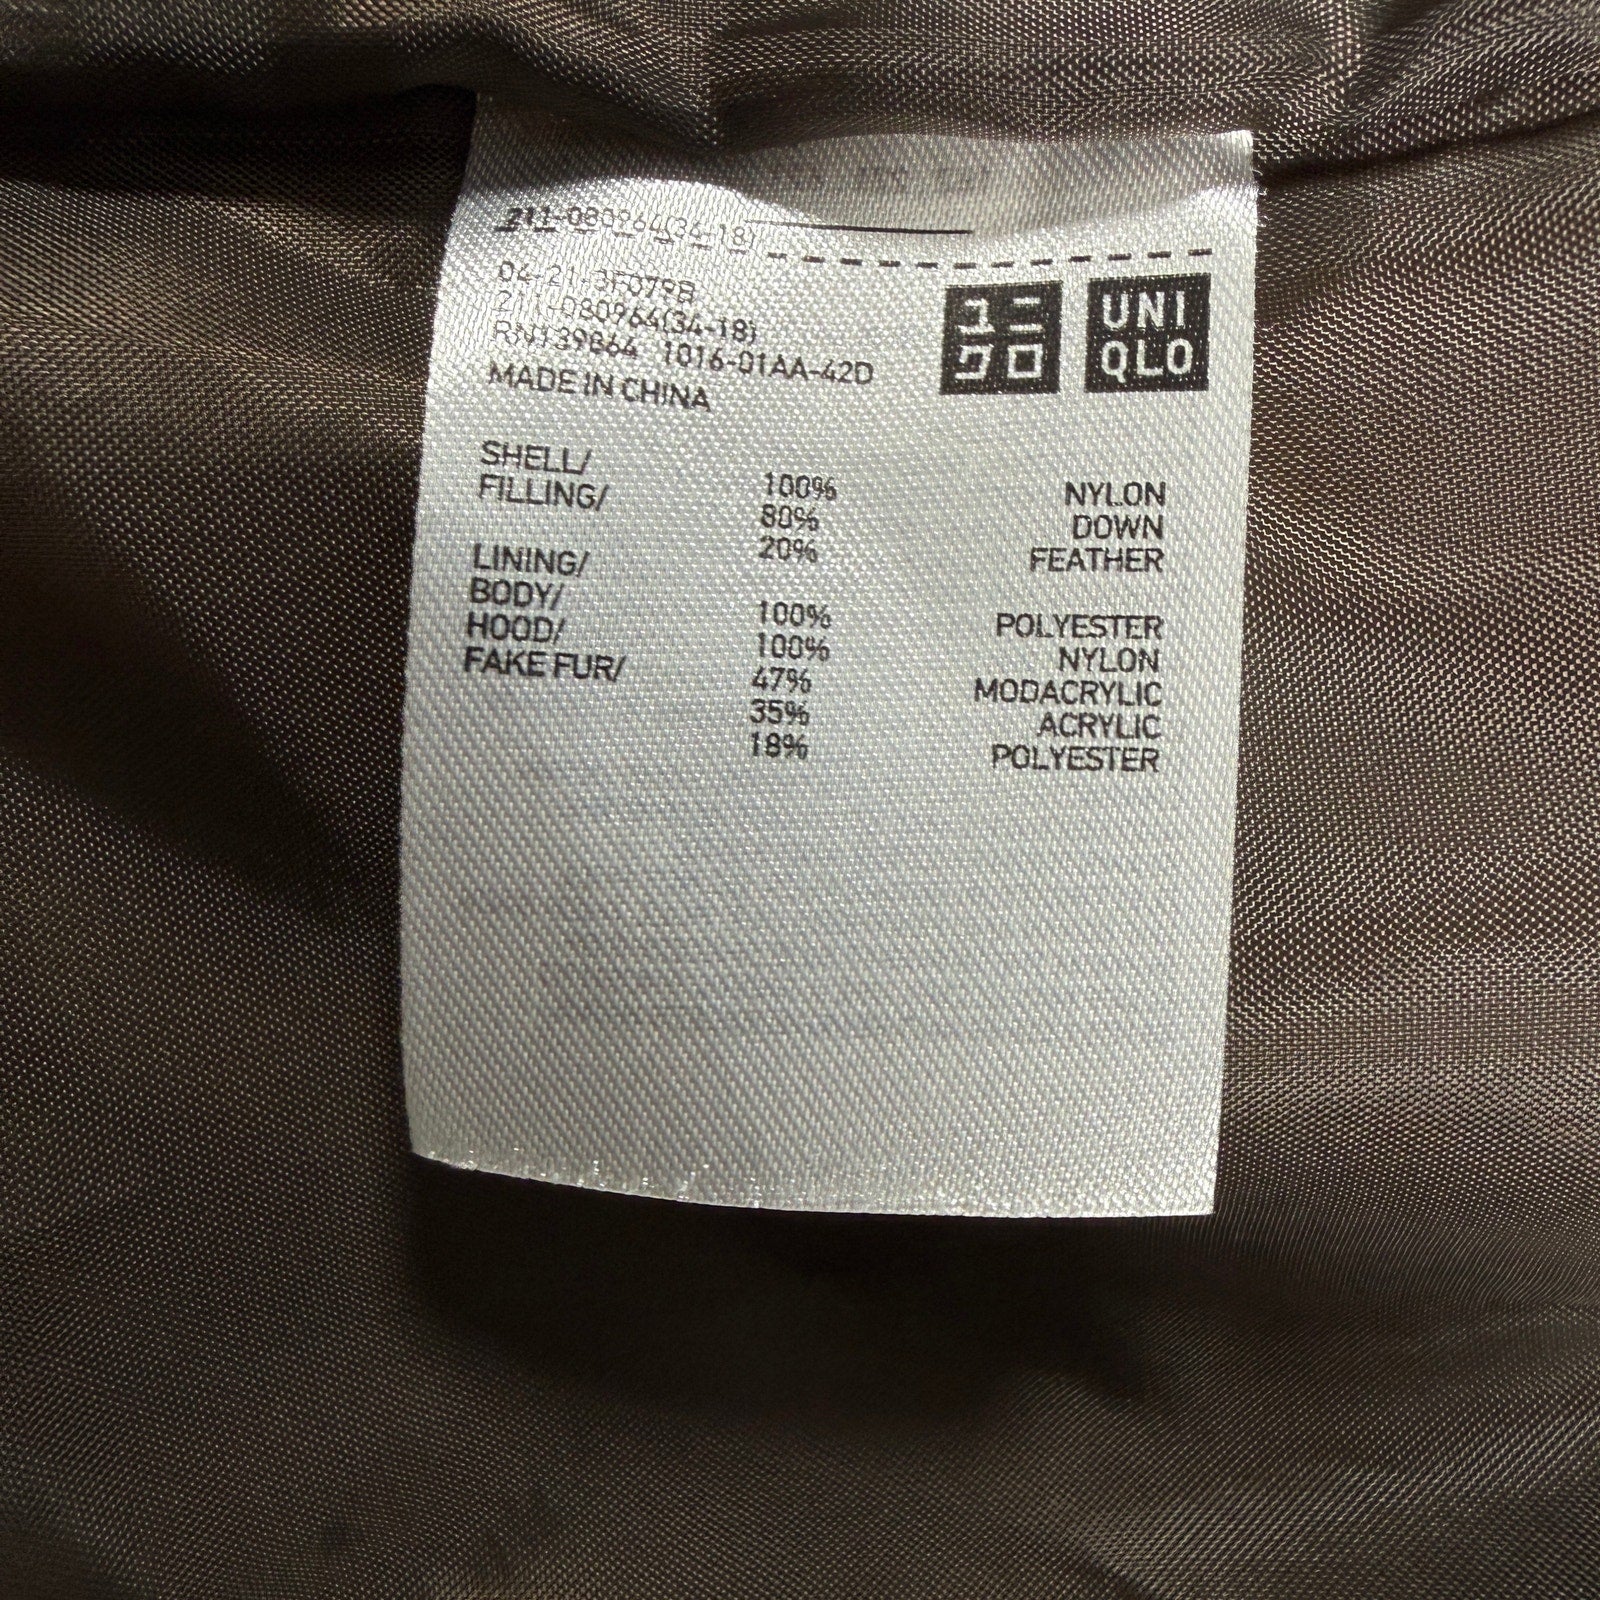 211-080964(34-18)
04-21-3F079B
211-080964(34-18)
RN139864 1016-01AA-42D
MADE IN CHINA
ユニ
クロ
UNI
QLO
SHELL/ 100% NYLON
FILLING/ 80% DOWN
20% FEATHER
LINING/
BODY/ 100% POLYESTER
HOOD/ 100% NYLON
FAKE FUR/ 47% MODACRYLIC
35% ACRYLIC
18% POLYESTER